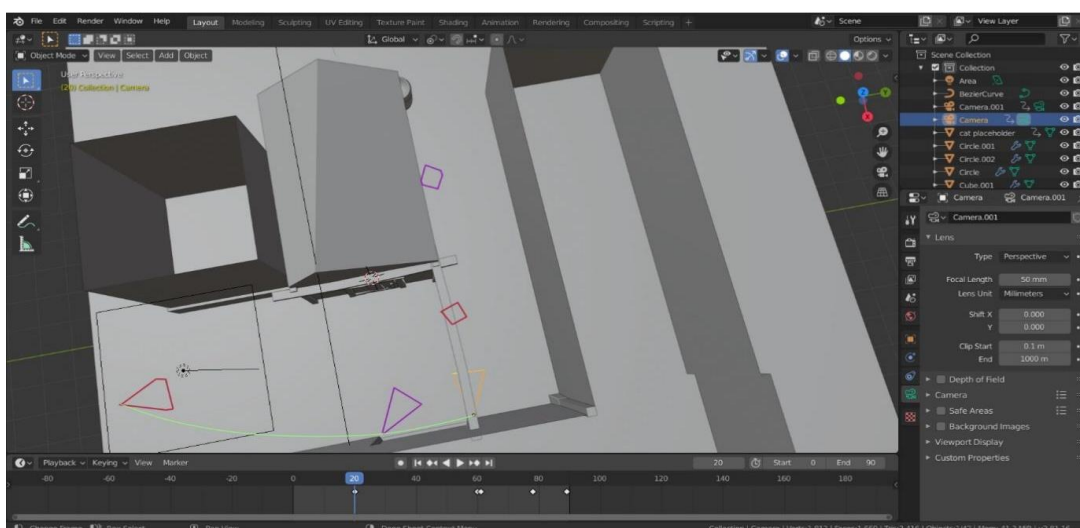 File Edit Render Window Help Layout Modeling Sculpting UV Editing Texture Paint Shading Animation Rendering Compositing Scripting + Scene View Layer
Global Options
Object Mode View Select Add Object
User Perspective
(20) Collection | Camera
Scene Collection
Collection
Area
BezierCurve
Camera.001
Camera
cat placeholder
Circle.001
Circle.002
Circle
Cube.001
Camera Camera.001
Camera.001
Lens
Type Perspective
Focal Length 50 mm
Lens Unit Millimeters
Shift X 0.000
Y 0.000
Clip Start 0.1 m
End 1000 m
Depth of Field
Camera
Safe Areas
Background Images
Viewport Display
Custom Properties
Playback Keying View Marker 20 Start 0 End 90
-80 -60 -40 -20 0 20 40 60 80 100 120 140 160 180